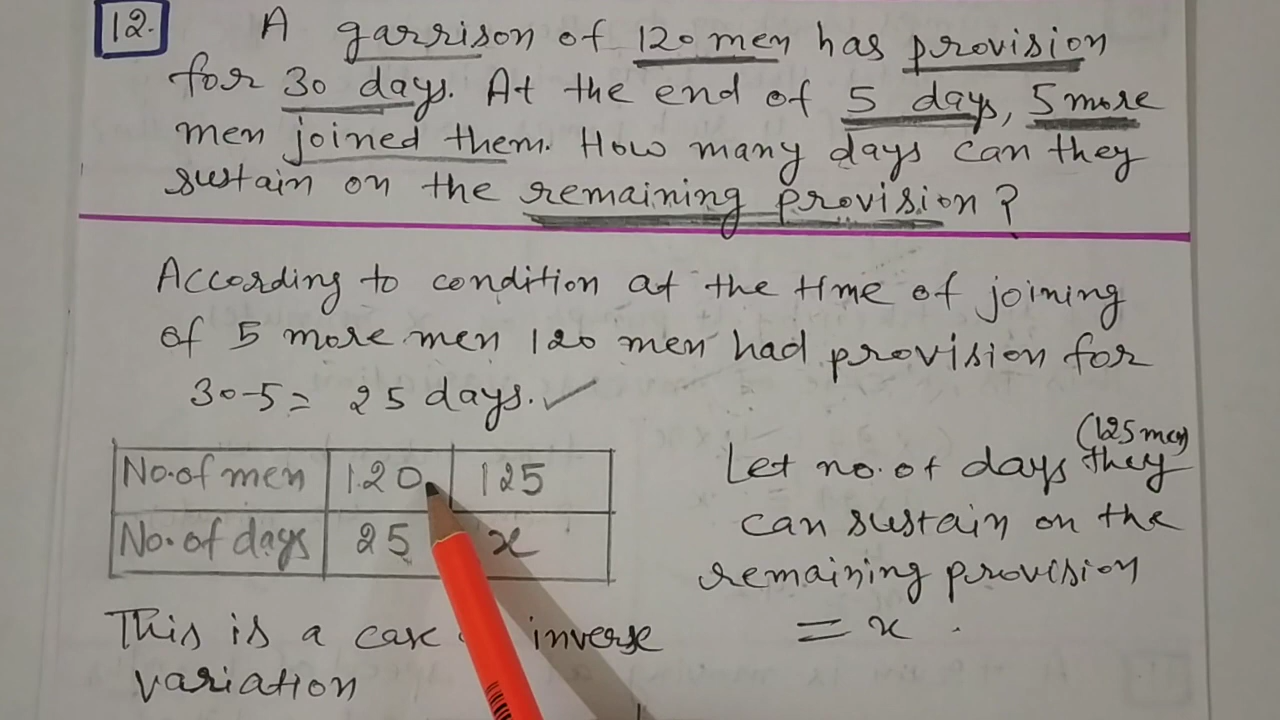 12. A garrison of 120 men has provision
for 30 days. At the end of 5 days, 5 more
men joined them. How many days can they
sustain on the remaining provision?
According to condition at the time of joining
of 5 more men 120 men had provision for
30-5= 25 days. ✓
No. of men 120 125
No. of days 25 x
This is a case inverse
variation
(125 men)
Let no. of days they
can sustain on the
remaining provision
= x .